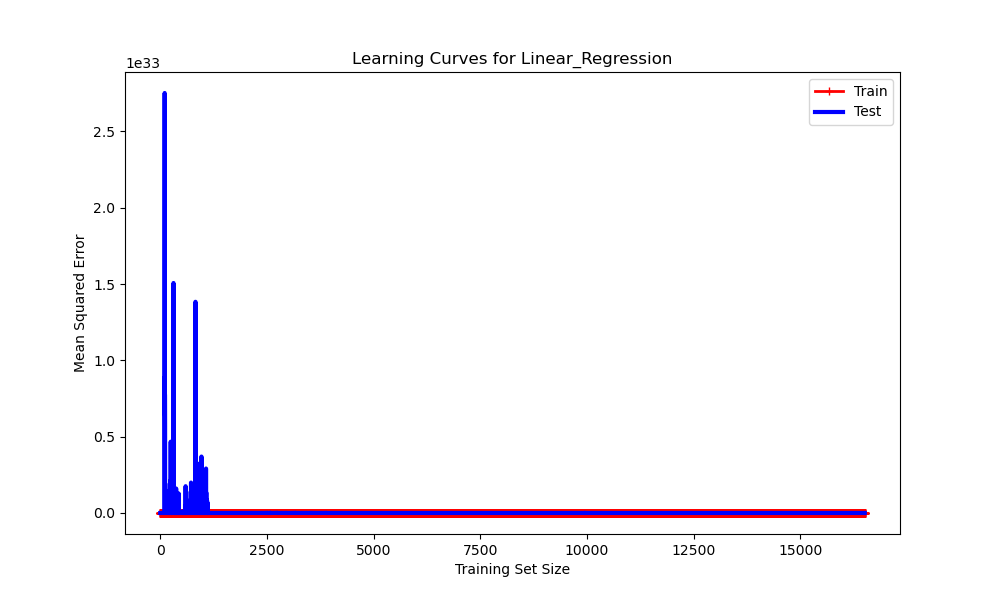 Learning Curves for Linear_Regression
1e33
Train
Test
2.5
2.0
1.5
1.0
0.5
0.0
Mean Squared Error
0 2500 5000 7500 10000 12500 15000
Training Set Size